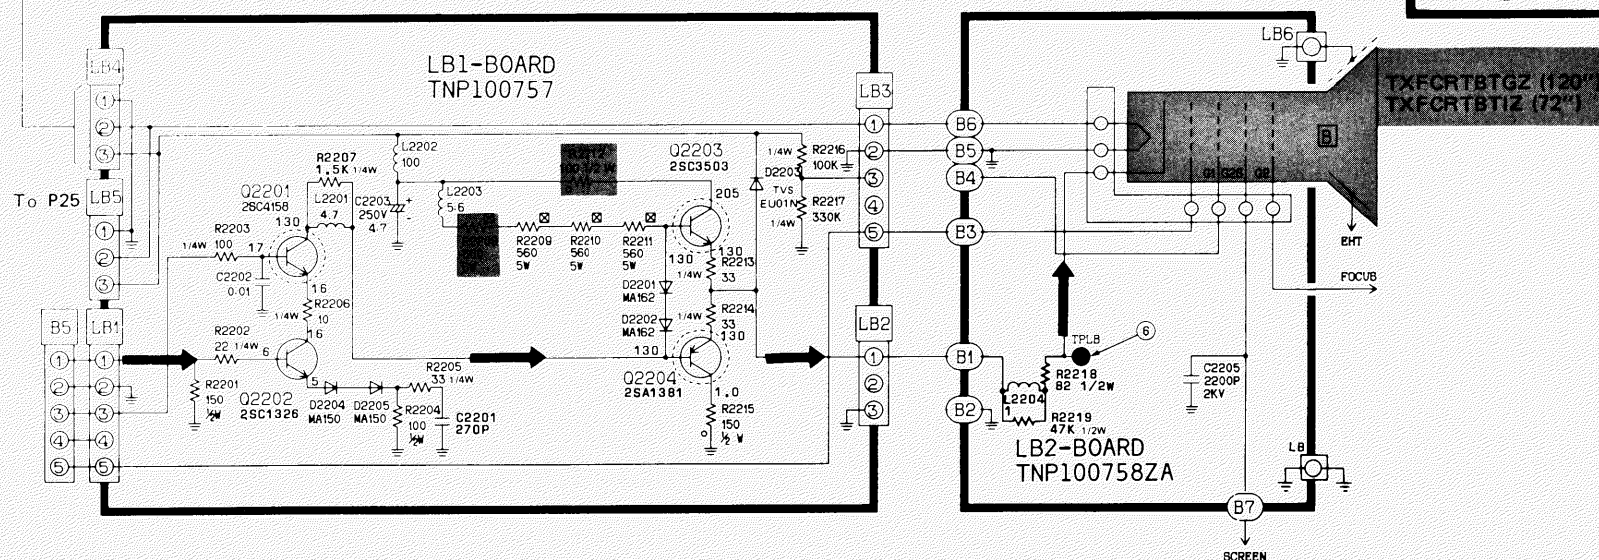 LB1-BOARD
TNP100757
LB4
1
2
3
To P25
LB5
1
2
3
B5
LB1
1
1
2
2
3
3
4
4
5
5
R2207
1.5K 1/4W
L2201
4.7
Q2201
2SC4158
130
R2203
100
1/4W
17
C2202
0.01
16
R2206
10
1/4W
16
R2202
22 1/4W
6
R2201
150
½W
Q2202
2SC1326
5
D2204
MA150
D2205
MA150
R2205
33 1/4W
R2204
100
½W
C2201
270P
L2202
100
C2203
250V
4.7
+
-
L2203
5.6
R2209
560
5W
R2210
560
5W
R2211
560
5W
Q2203
2SC3503
205
130
130
R2213
33
1/4W
D2201
MA162
D2202
MA162
R2214
33
1/4W
130
130
Q2204
2SA1381
1.0
R2215
150
½ W
D2203
TVS
EU01N
1/4W
R2216
100K
R2217
330K
1/4W
LB3
1
2
3
4
5
LB2
1
2
3
B6
B5
B4
B3
B1
B2
LB6
TXFCRTBTGZ (120")
TXFCRTBTIZ (72")
B
G1
G2
EHT
FOCUS
TPLB
6
R2218
82 1/2W
L2204
1
R2219
47K 1/2W
C2205
2200P
2KV
LB2-BOARD
TNP100758ZA
LB
B7
SCREEN